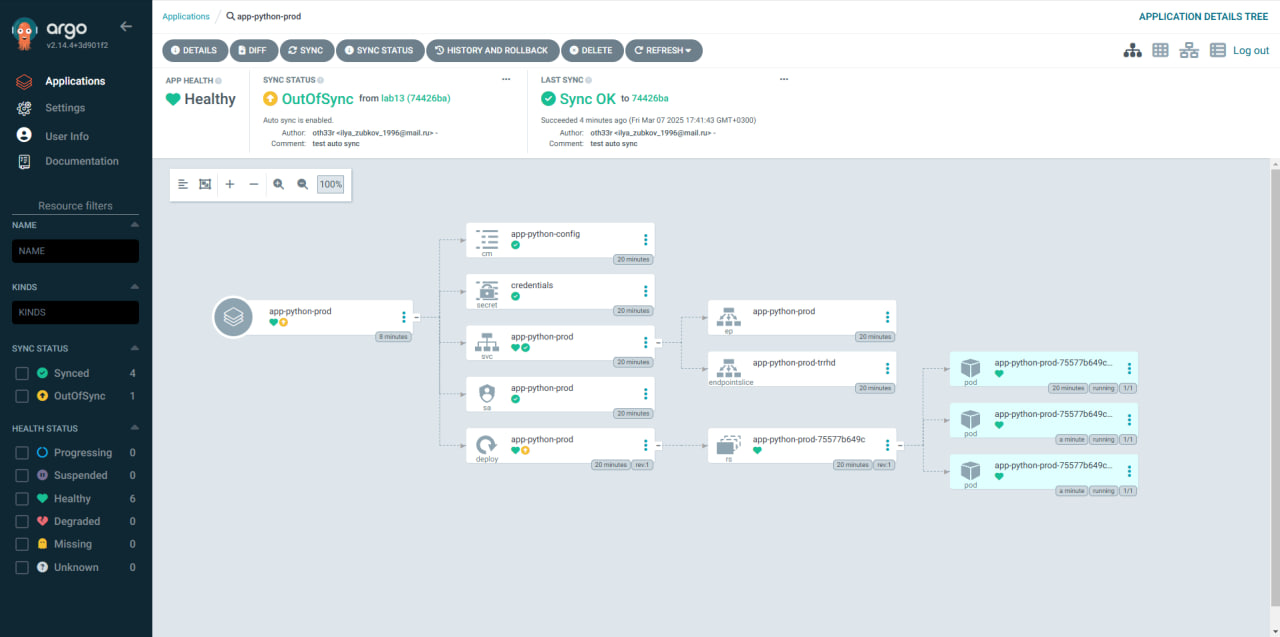 argo
v2.14.4+3d901f2
Applications
Settings
User Info
Documentation
Resource filters
NAME
NAME
KINDS
KINDS
SYNC STATUS
Synced 4
OutOfSync 1
HEALTH STATUS
Progressing 0
Suspended 0
Healthy 6
Degraded 0
Missing 0
Unknown 0
Applications / app-python-prod
APPLICATION DETAILS TREE
DETAILS DIFF SYNC SYNC STATUS HISTORY AND ROLLBACK DELETE REFRESH
Log out
APP HEALTH
Healthy
SYNC STATUS
OutOfSync from lab13 (74426ba)
Auto sync is enabled.
Author: oth33r <ilya_zubkov_1996@mail.ru> -
Comment: test auto sync
LAST SYNC
Sync OK to 74426ba
Succeeded 4 minutes ago (Fri Mar 07 2025 17:41:43 GMT+0300)
Author: oth33r <ilya_zubkov_1996@mail.ru> -
Comment: test auto sync
100%
app-python-prod
8 minutes
app-python-config
cm
20 minutes
credentials
secret
20 minutes
app-python-prod
svc
20 minutes
app-python-prod
sa
20 minutes
app-python-prod
deploy
20 minutes rev:1
app-python-prod
ep
20 minutes
app-python-prod-trrhd
endpointslice
20 minutes
app-python-prod-75577b649c
rs
20 minutes rev:1
app-python-prod-75577b649c...
pod
20 minutes running 1/1
app-python-prod-75577b649c...
pod
a minute running 1/1
app-python-prod-75577b649c...
pod
a minute running 1/1